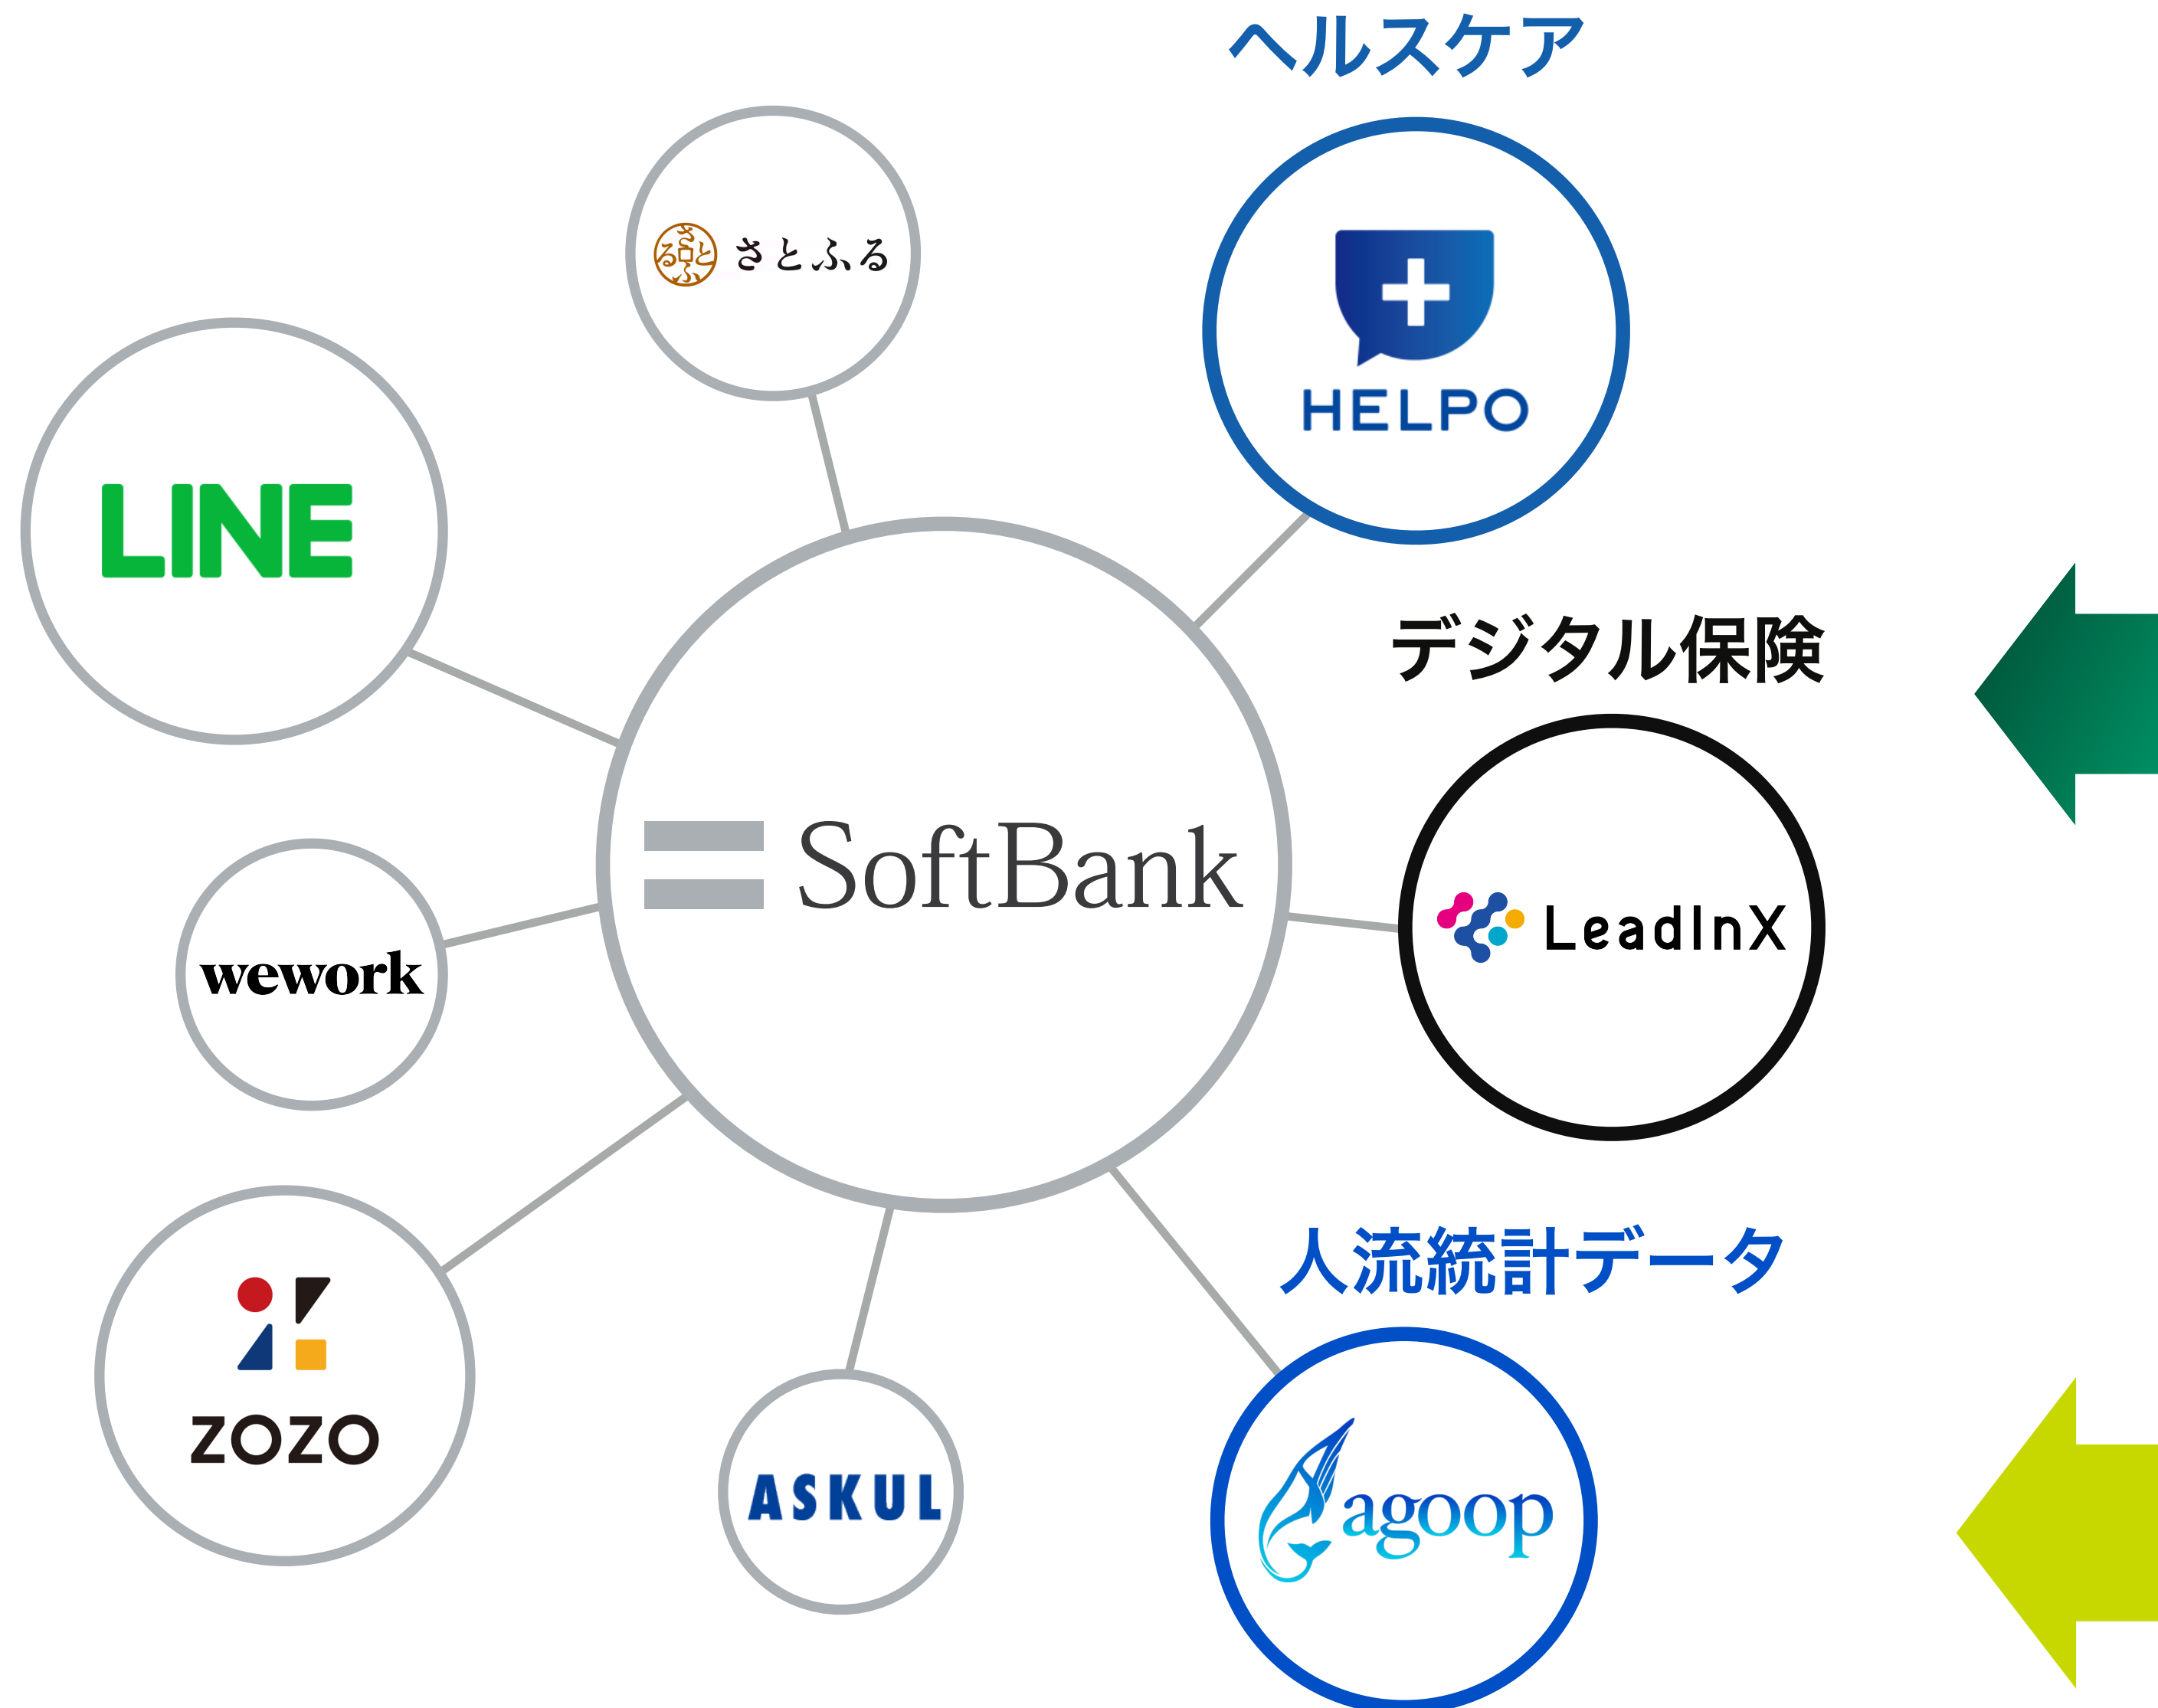 ヘルスケア
さとふる
HELPO
LINE
デジタル保険
SoftBank
LeadInX
wework
人流統計データ
ZOZO
ASKUL
agoop